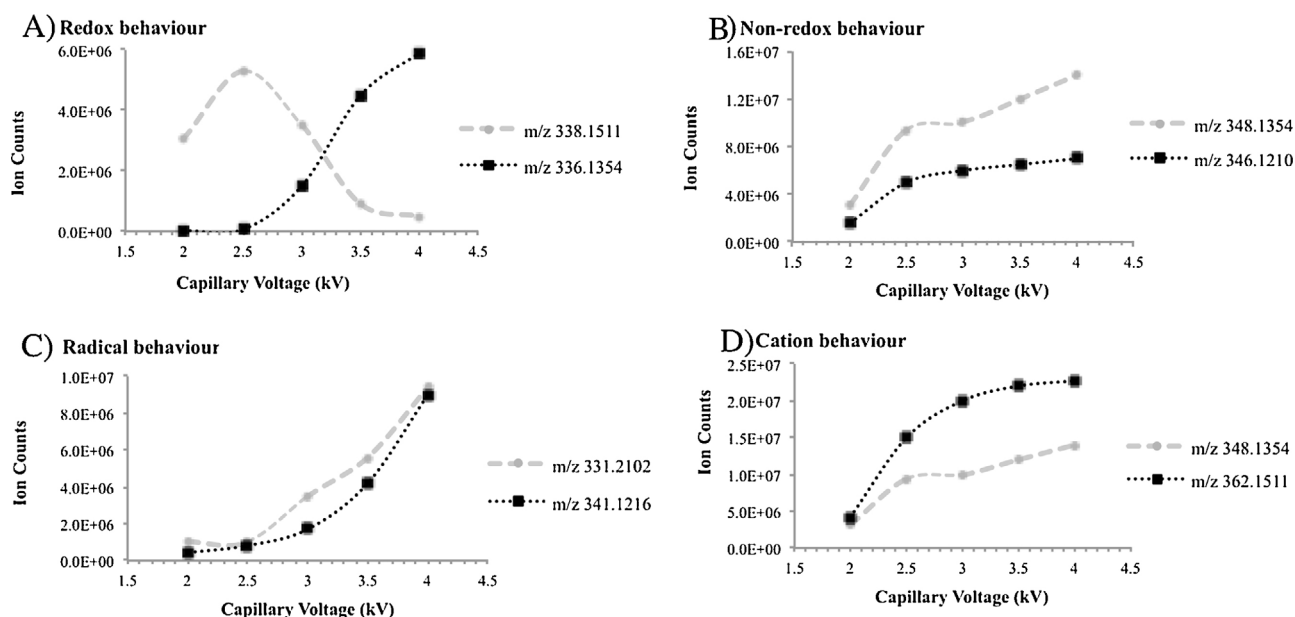 A) Redox behaviour
6.0E+06
4.0E+06
2.0E+06
0.0E+00
Ion Counts
1.5 2 2.5 3 3.5 4 4.5
Capillary Voltage (kV)
m/z 338.1511
m/z 336.1354
B) Non-redox behaviour
1.6E+07
1.2E+07
8.0E+06
4.0E+06
0.0E+00
Ion Counts
1.5 2 2.5 3 3.5 4 4.5
Capillary Voltage (kV)
m/z 348.1354
m/z 346.1210
C) Radical behaviour
1.0E+07
8.0E+06
6.0E+06
4.0E+06
2.0E+06
0.0E+00
Ion Counts
1.5 2 2.5 3 3.5 4 4.5
Capillary Voltage (kV)
m/z 331.2102
m/z 341.1216
D) Cation behaviour
2.5E+07
2.0E+07
1.5E+07
1.0E+07
5.0E+06
0.0E+00
Ion Counts
1.5 2 2.5 3 3.5 4 4.5
Capillary Voltage (kV)
m/z 348.1354
m/z 362.1511